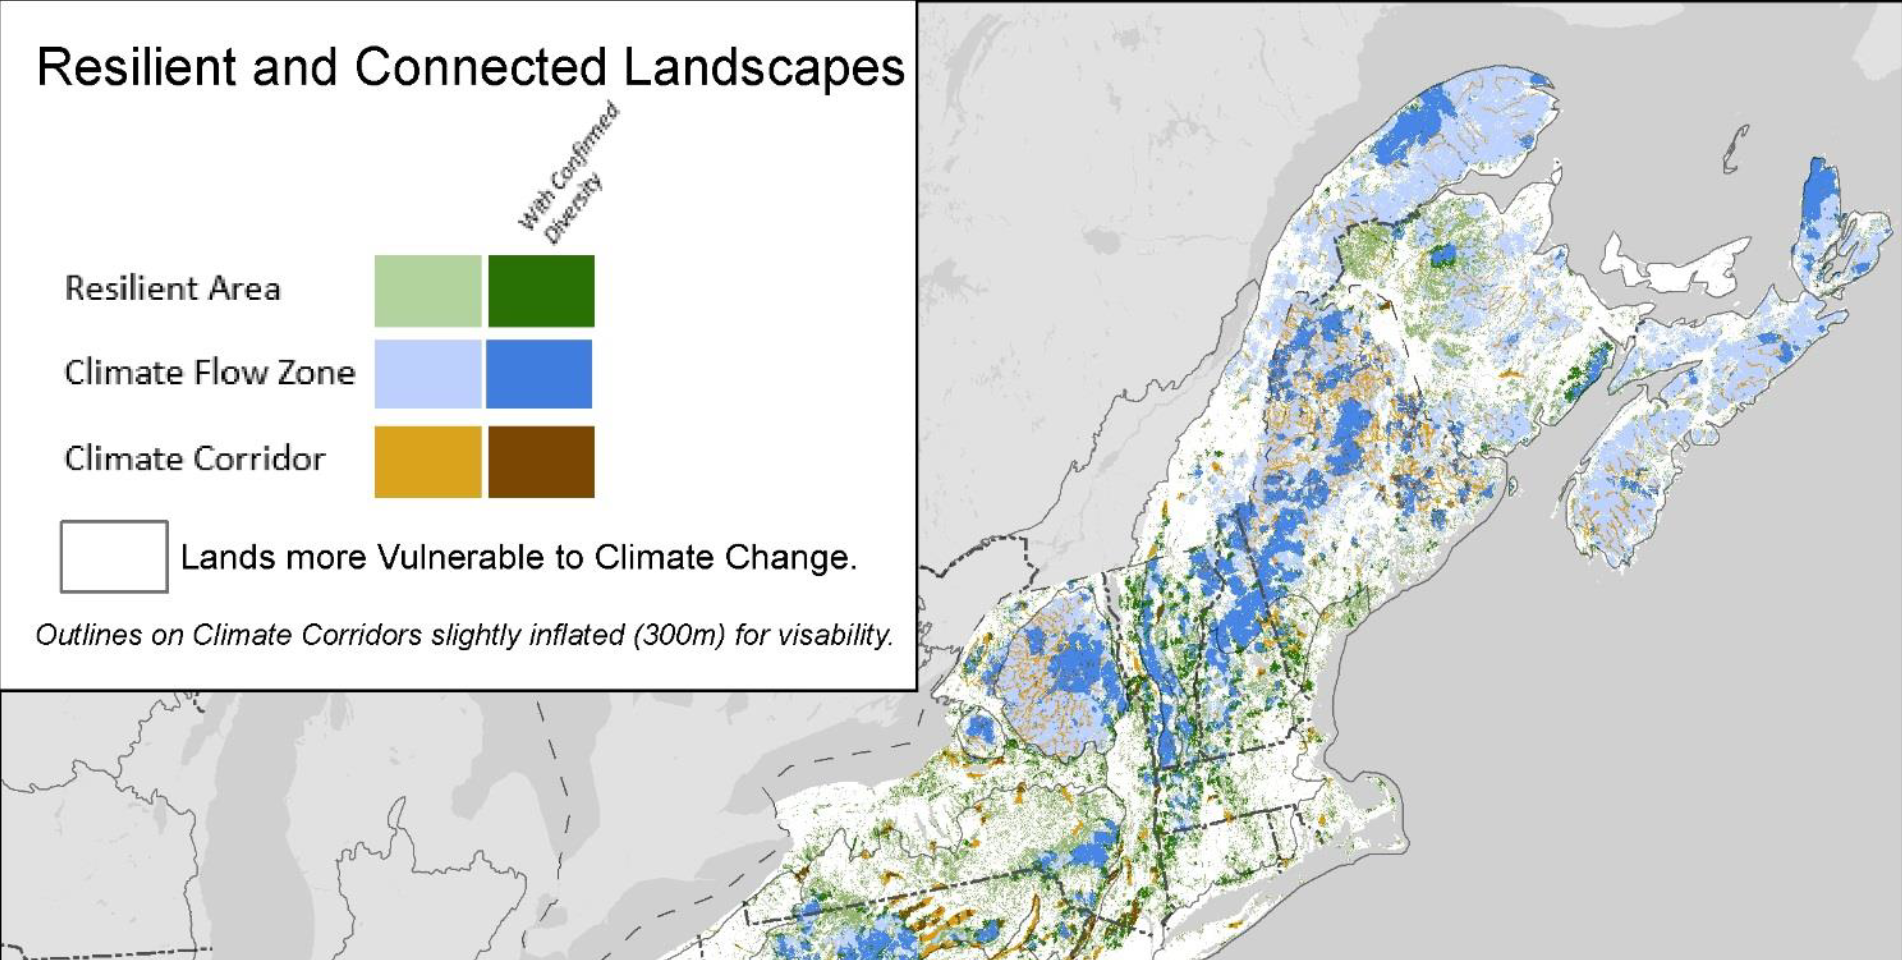 Resilient and Connected Landscapes
With Confirmed
Diversity
Resilient Area
Climate Flow Zone
Climate Corridor
Lands more Vulnerable to Climate Change.
Outlines on Climate Corridors slightly inflated (300m) for visability.